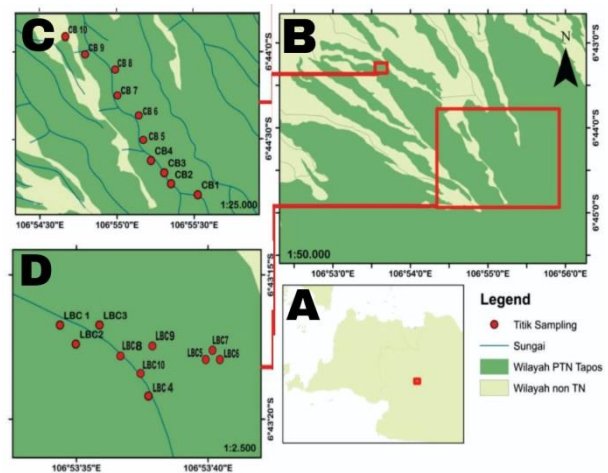 C
CB 10
CB 9
CB 8
CB 7
CB 6
CB 5
CB4
CB3
CB2
CB1
1:25.000
6°44'0"S
6°44'30"S
106°54'30"E
106°55'0"E
106°55'30"E
B
N
1:50.000
6°43'0"S
6°44'0"S
6°45'0"S
106°53'0"E
106°54'0"E
106°55'0"E
106°56'0"E
D
LBC 1
LBC3
LBC2
LBC8
LBC9
LBC7
LBC5
LBC6
LBC10
LBC 4
1:2.500
6°43'15"S
6°43'20"S
106°53'35"E
106°53'40"E
A
Legend
Titik Sampling
Sungai
Wilayah PTN Tapos
Wilayah non TN